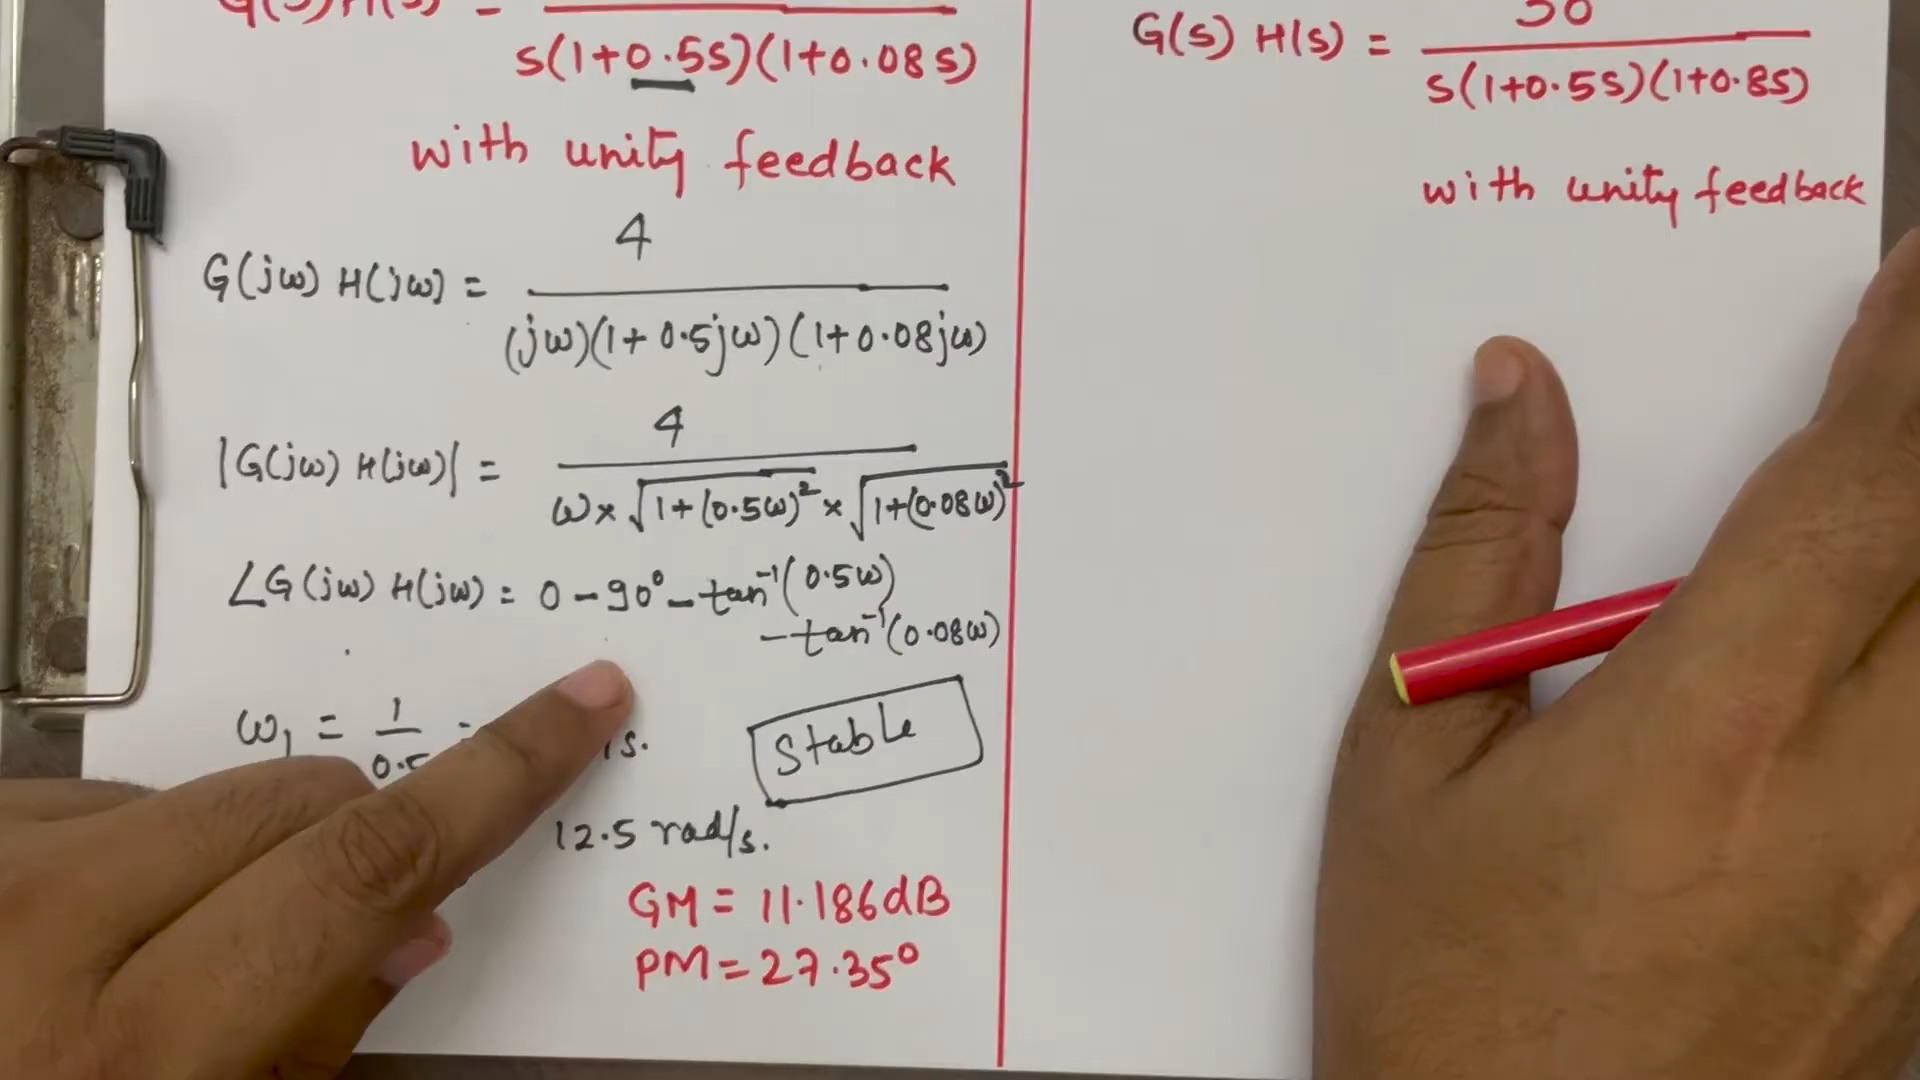 G(s)H(s) =
s(1+0.5s)(1+0.08s)
with unity feedback
G(jω) H(jω) = 4 / (jω)(1+0.5jω)(1+0.08jω)
|G(jω) H(jω)| = 4 / ω×√1+(0.5ω)² × √1+(0.08ω)²
∠G(jω) H(jω) = 0-90°-tan⁻¹(0.5ω)
-tan⁻¹(0.08ω)
ω₁ = 1 / 0.5
Stable
12.5 rad/s.
GM = 11.186dB
PM = 27.35°
G(s) H(s) = 30 / s(1+0.5s)(1+0.8s)
with unity feedback